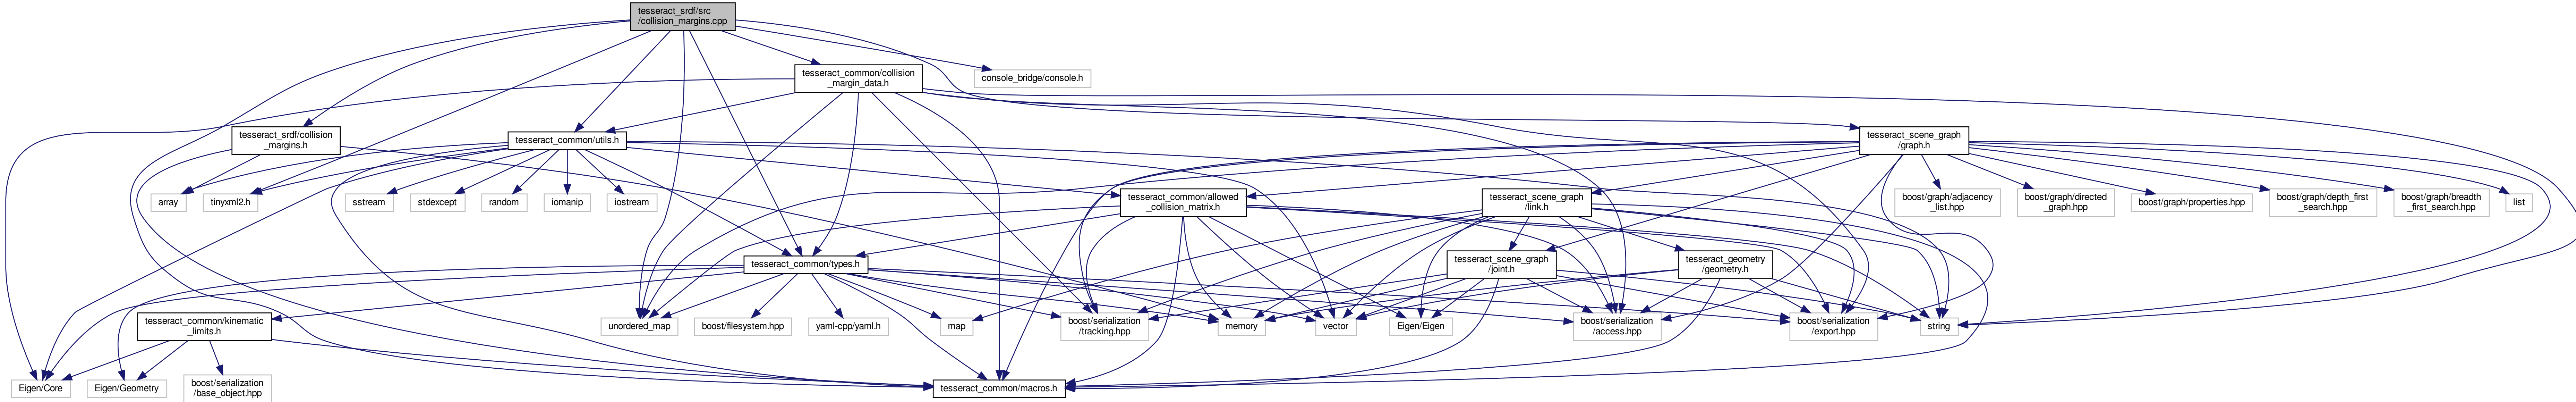 tesseract_srdf/src
/collision_margins.cpp
tesseract_common/collision
_margin_data.h
console_bridge/console.h
tesseract_srdf/collision
_margins.h
tesseract_common/utils.h
tesseract_scene_graph
/graph.h
array
tinyxml2.h
sstream
stdexcept
random
iomanip
iostream
tesseract_common/allowed
_collision_matrix.h
tesseract_scene_graph
/link.h
boost/graph/adjacency
_list.hpp
boost/graph/directed
_graph.hpp
boost/graph/properties.hpp
boost/graph/depth_first
_search.hpp
boost/graph/breadth
_first_search.hpp
list
tesseract_common/types.h
tesseract_scene_graph
/joint.h
tesseract_geometry
/geometry.h
tesseract_common/kinematic
_limits.h
unordered_map
boost/filesystem.hpp
yaml-cpp/yaml.h
map
boost/serialization
/tracking.hpp
memory
vector
Eigen/Eigen
boost/serialization
/access.hpp
boost/serialization
/export.hpp
string
Eigen/Core
Eigen/Geometry
boost/serialization
/base_object.hpp
tesseract_common/macros.h